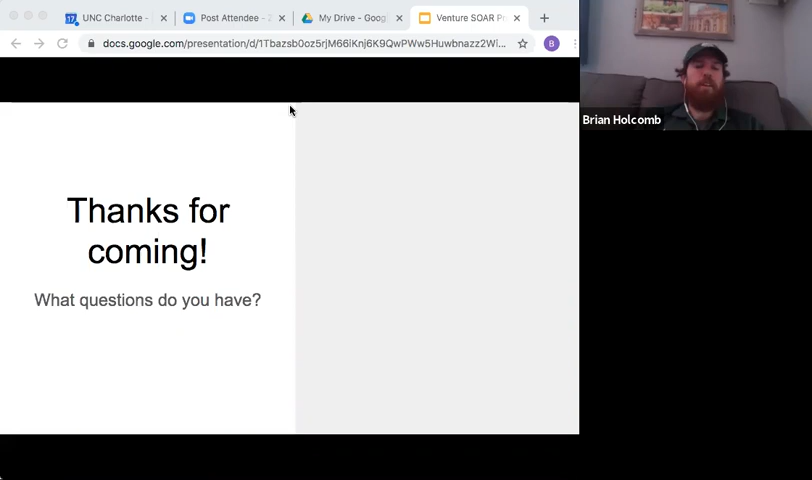 UNC Charlotte -
Post Attendee - 2
My Drive - Goog
Venture SOAR Pr
docs.google.com/presentation/d/1Tbazsb0oz5rjM66iKnj6K9QwPWw5Huwbnazz2Wi...
B
Brian Holcomb
Thanks for
coming!
What questions do you have?